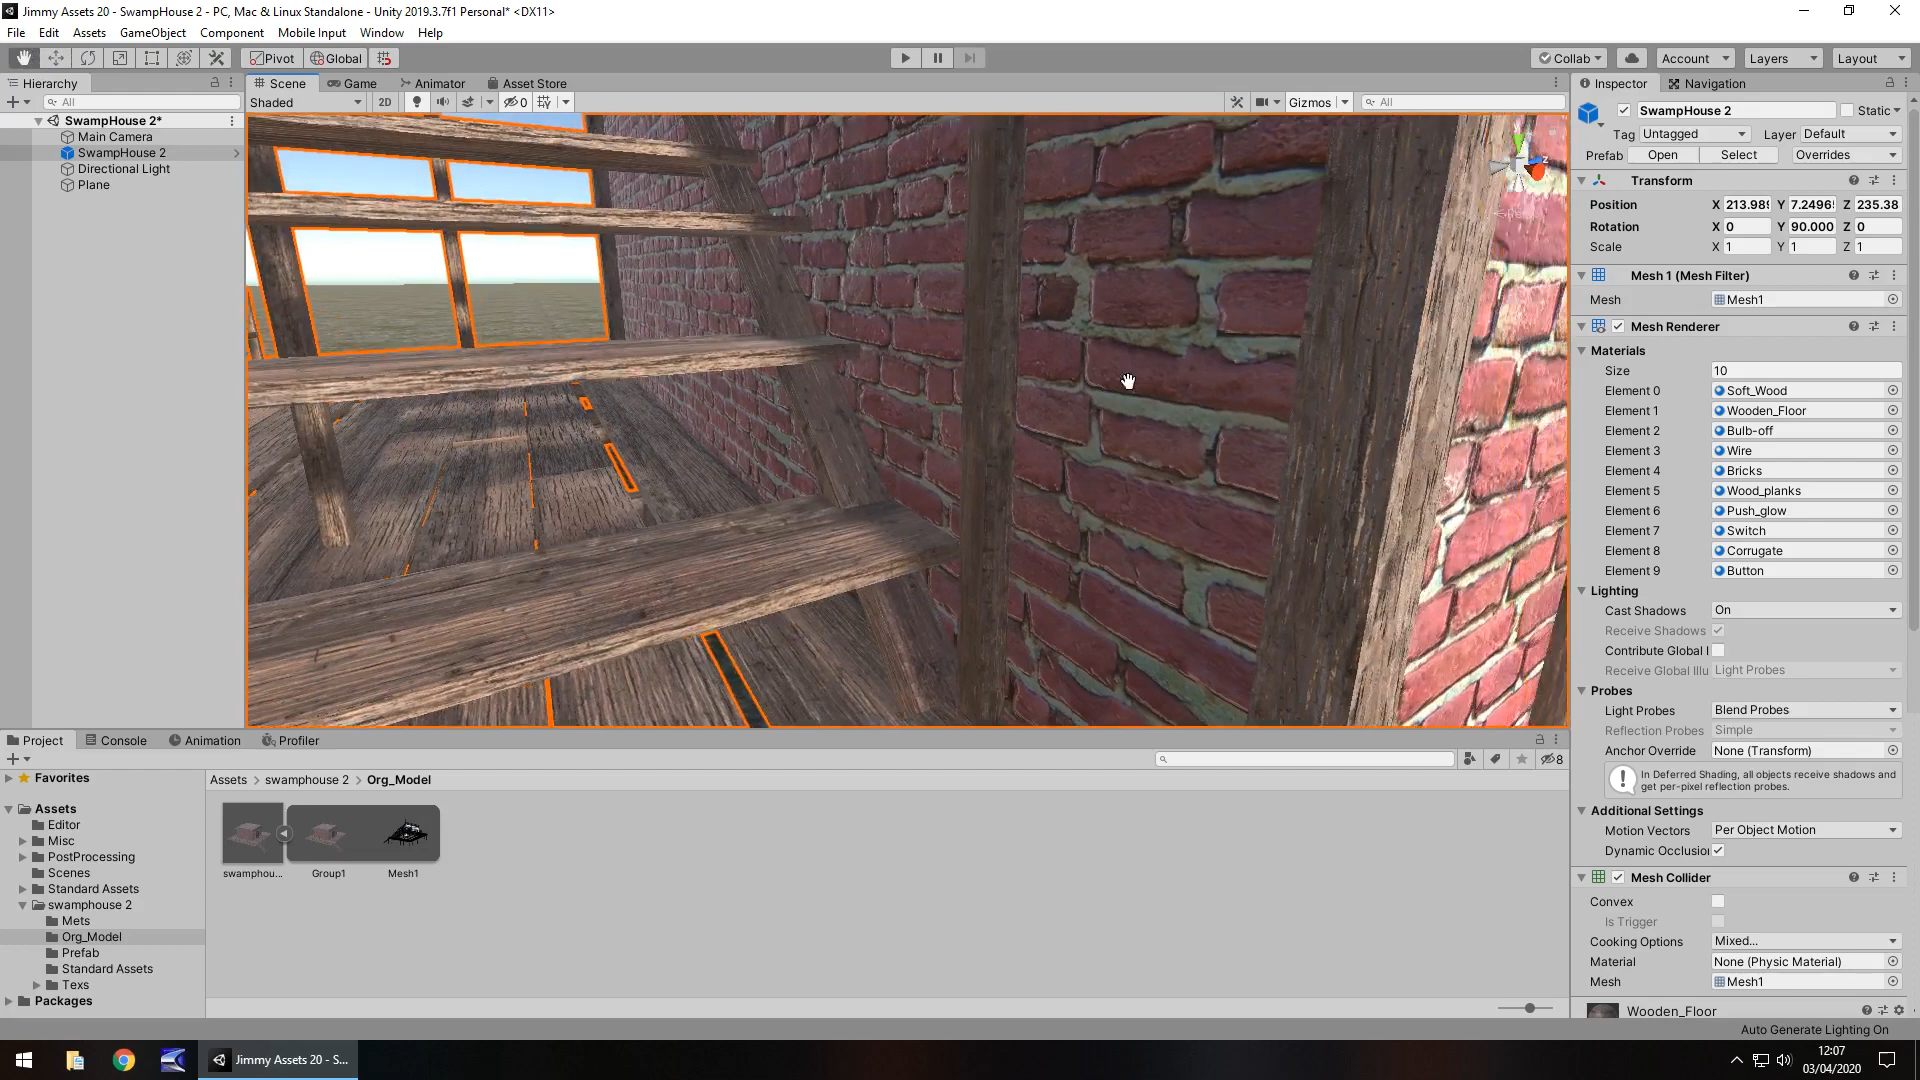 Jimmy Assets 20 - SwampHouse 2 - PC, Mac & Linux Standalone - Unity 2019.3.7f1 Personal* <DX11>
File Edit Assets GameObject Component Mobile Input Window Help
Pivot Global Collab Account Layers Layout
Hierarchy Scene Game Animator Asset Store Inspector Navigation
All Shaded 2D 0 Gizmos All
SwampHouse 2*
Main Camera
SwampHouse 2
Directional Light
Plane
SwampHouse 2 Static
Tag Untagged Layer Default
Prefab Open Select Overrides
Transform
Position X 213.989 Y 7.2496 Z 235.38
Rotation X 0 Y 90.000 Z 0
Scale X 1 Y 1 Z 1
Mesh 1 (Mesh Filter)
Mesh Mesh1
Mesh Renderer
Materials
Size 10
Element 0 Soft_Wood
Element 1 Wooden_Floor
Element 2 Bulb-off
Element 3 Wire
Element 4 Bricks
Element 5 Wood_planks
Element 6 Push_glow
Element 7 Switch
Element 8 Corrugate
Element 9 Button
Lighting
Cast Shadows On
Receive Shadows
Contribute Global I
Receive Global Illu Light Probes
Probes
Light Probes Blend Probes
Reflection Probes Simple
Anchor Override None (Transform)
In Deferred Shading, all objects receive shadows and
get per-pixel reflection probes.
Additional Settings
Motion Vectors Per Object Motion
Dynamic Occlusion
Mesh Collider
Convex
Is Trigger
Cooking Options Mixed...
Material None (Physic Material)
Mesh Mesh1
Wooden_Floor
Project Console Animation Profiler
8
Favorites
Assets
Editor
Misc
PostProcessing
Scenes
Standard Assets
swamphouse 2
Mets
Org_Model
Prefab
Standard Assets
Texs
Packages
Assets > swamphouse 2 > Org_Model
swamphou... Group1 Mesh1
Auto Generate Lighting On
Jimmy Assets 20 - S...
12:07
03/04/2020